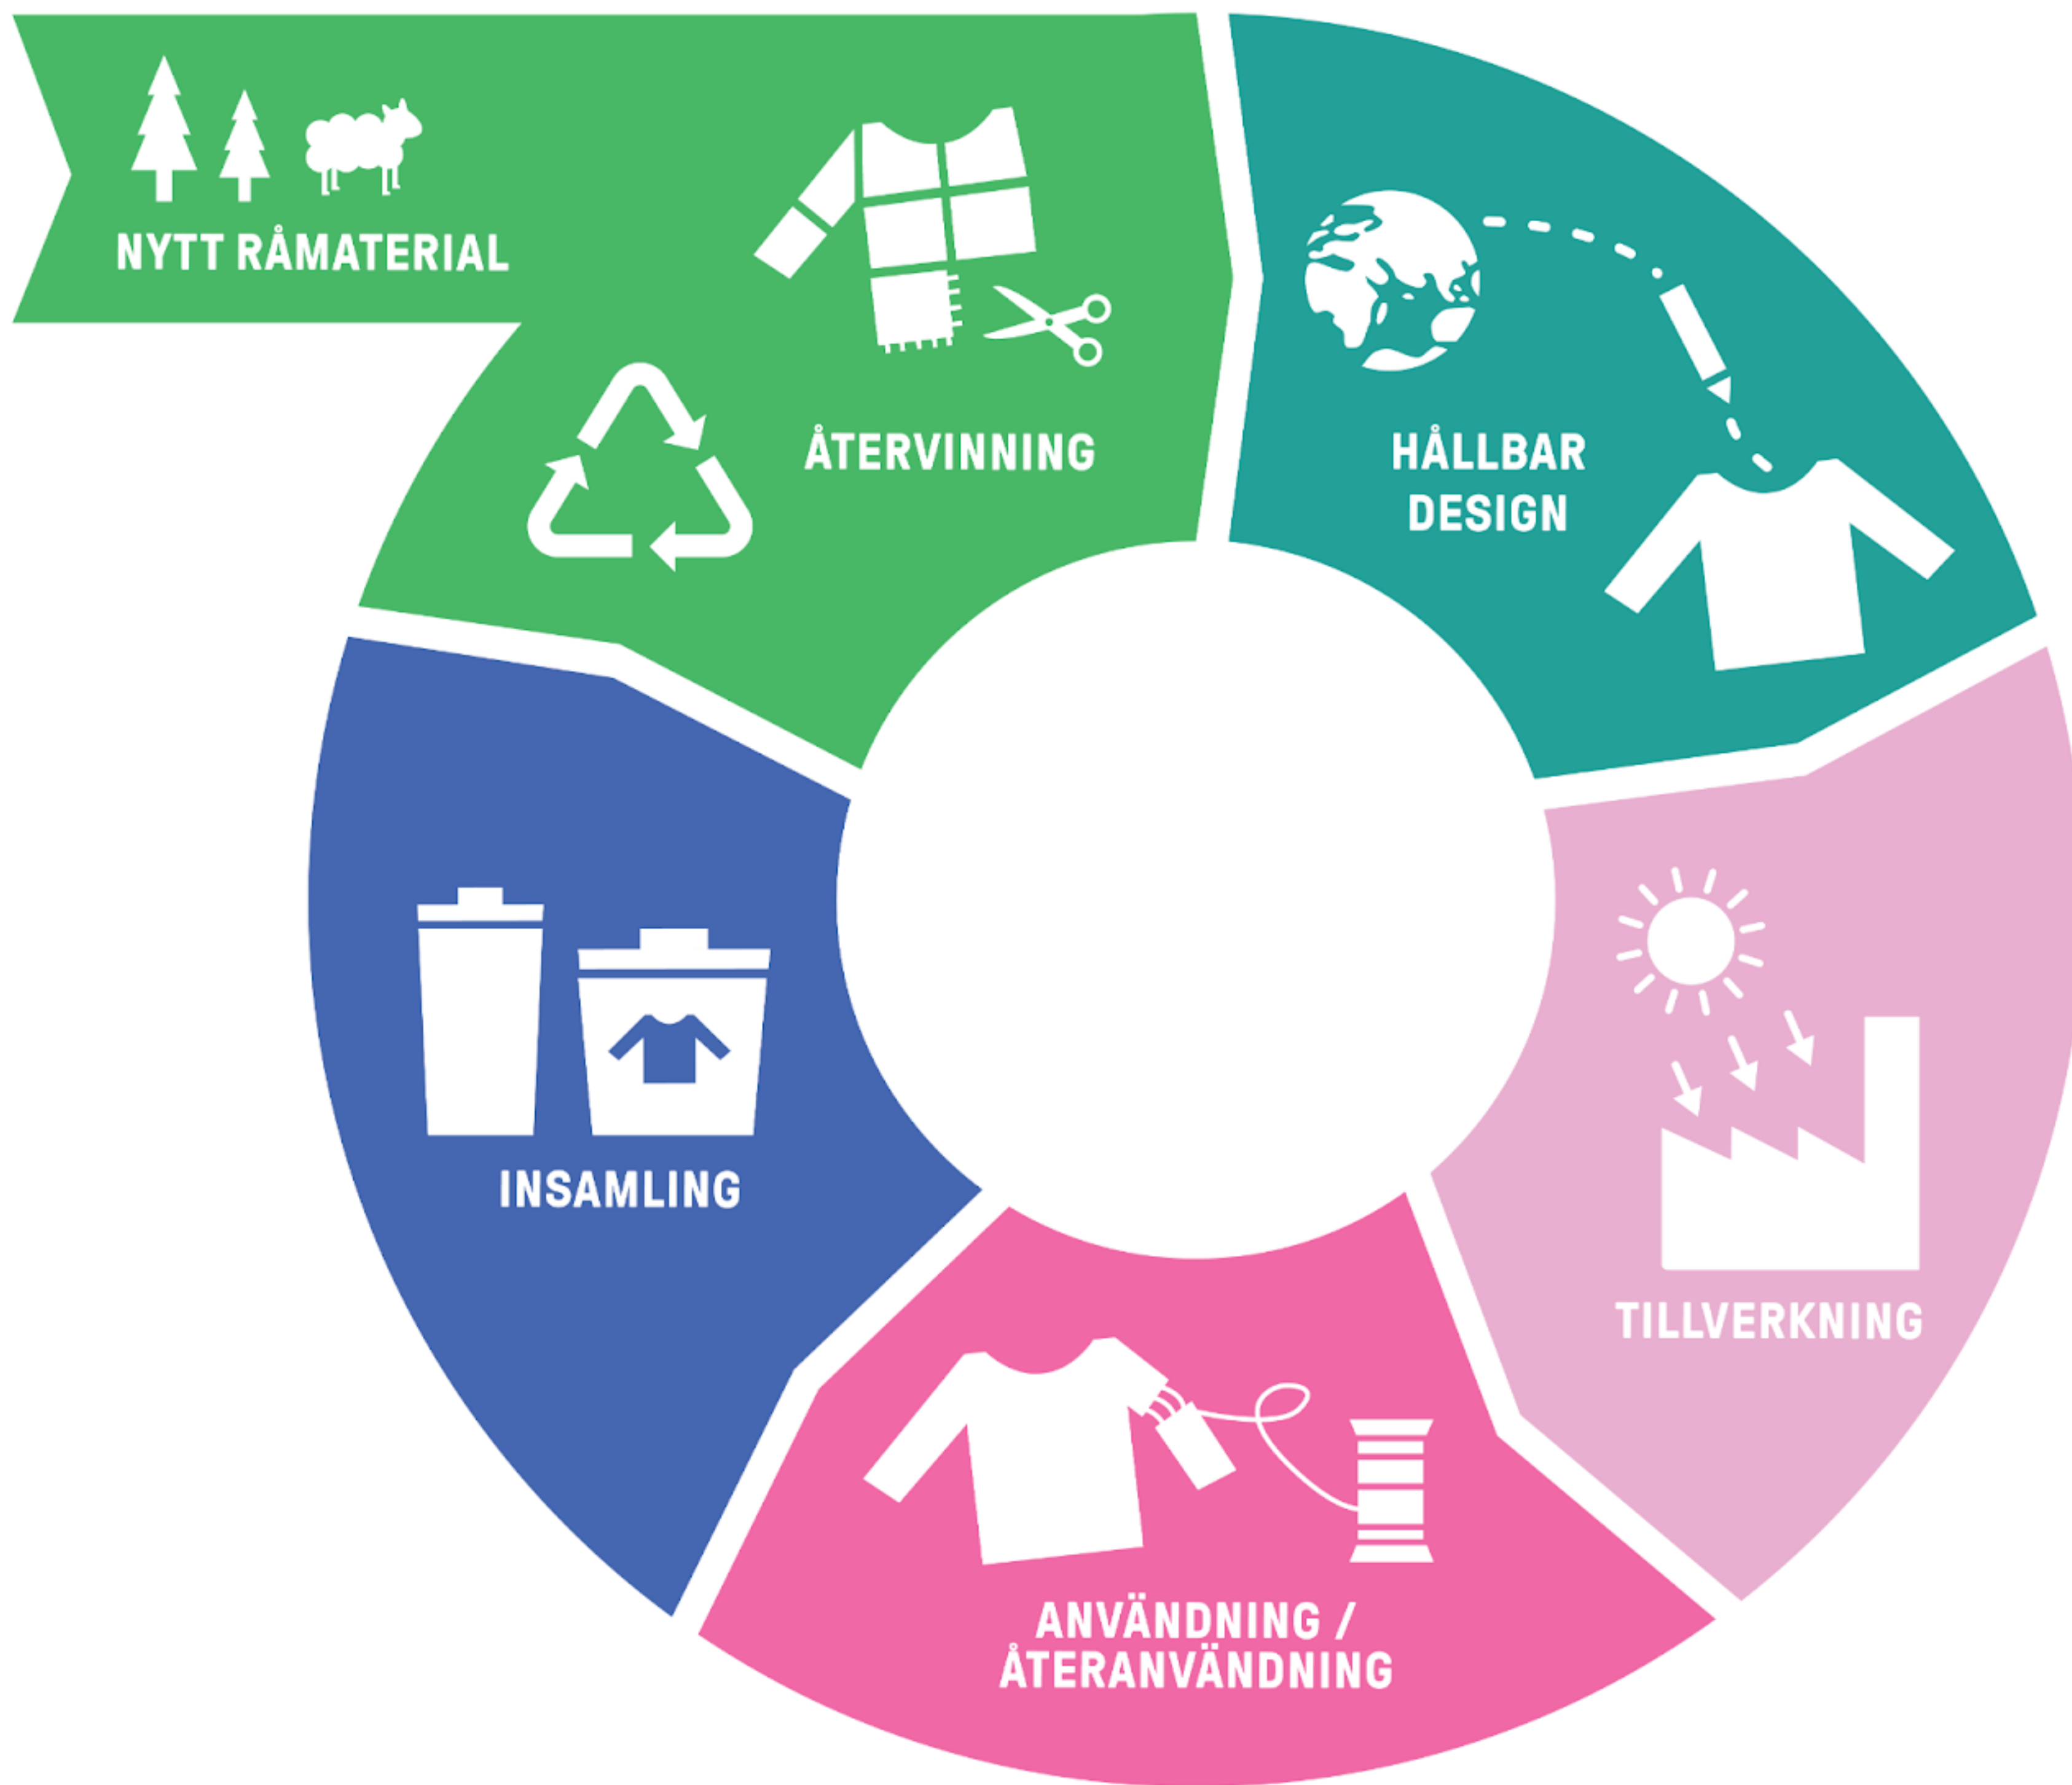 NYTT RÅMATERIAL
ÅTERVINNING
HÅLLBAR
DESIGN
TILLVERKNING
ANVÄNDNING /
ÅTERANVÄNDNING
INSAMLING